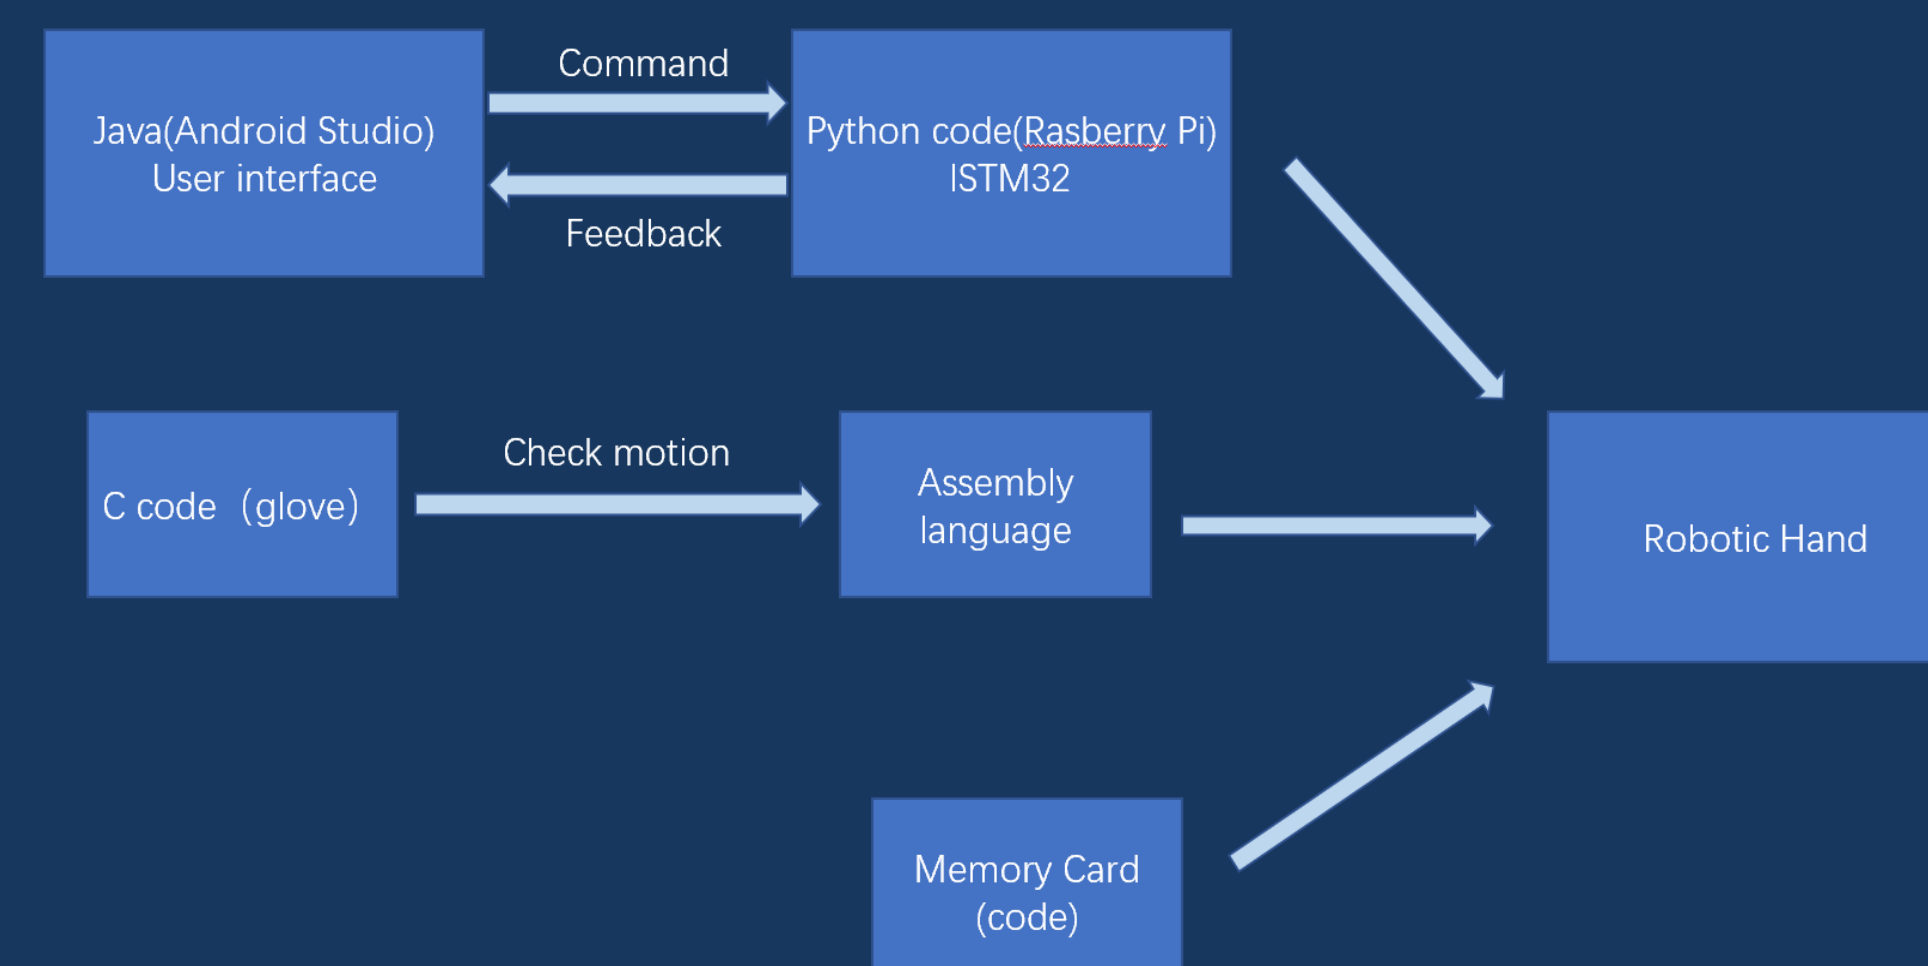 Java(Android Studio)
User interface
Command
Feedback
Python code(Rasberry Pi)
ISTM32
C code（glove）
Check motion
Assembly
language
Robotic Hand
Memory Card
(code)